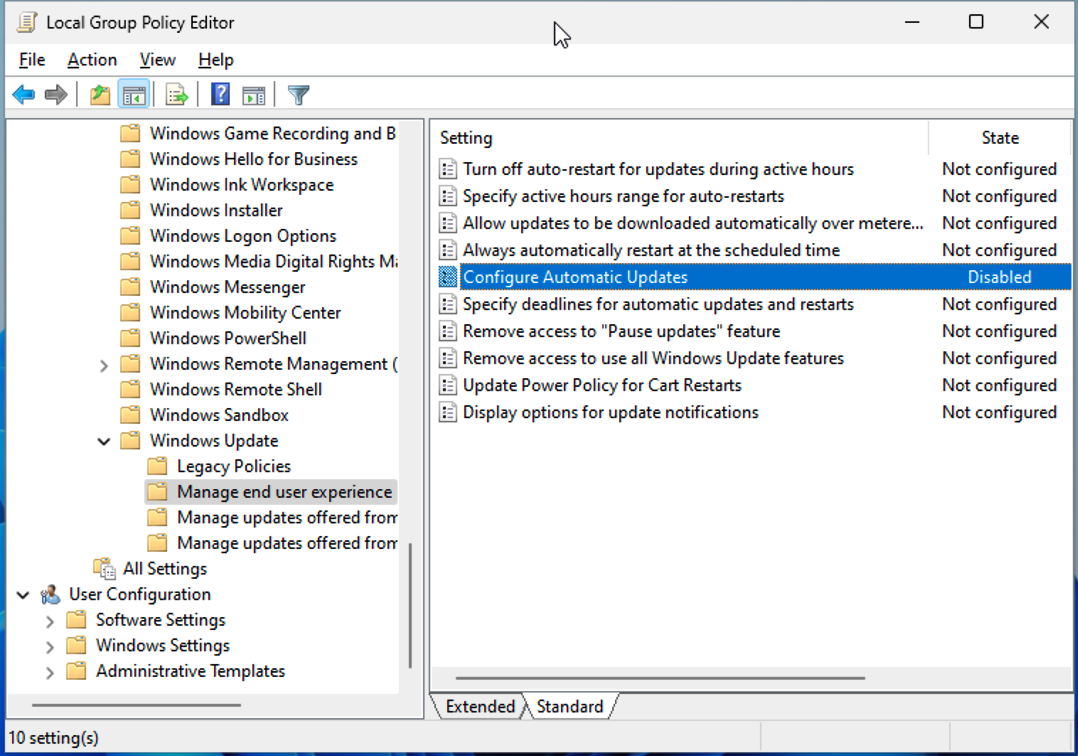 Local Group Policy Editor
File Action View Help
Windows Game Recording and B
Windows Hello for Business
Windows Ink Workspace
Windows Installer
Windows Logon Options
Windows Media Digital Rights Ma
Windows Messenger
Windows Mobility Center
Windows PowerShell
Windows Remote Management (
Windows Remote Shell
Windows Sandbox
Windows Update
Legacy Policies
Manage end user experience
Manage updates offered from
Manage updates offered from
All Settings
User Configuration
Software Settings
Windows Settings
Administrative Templates
Setting State
Turn off auto-restart for updates during active hours Not configured
Specify active hours range for auto-restarts Not configured
Allow updates to be downloaded automatically over metere... Not configured
Always automatically restart at the scheduled time Not configured
Configure Automatic Updates Disabled
Specify deadlines for automatic updates and restarts Not configured
Remove access to "Pause updates" feature Not configured
Remove access to use all Windows Update features Not configured
Update Power Policy for Cart Restarts Not configured
Display options for update notifications Not configured
Extended Standard
10 setting(s)